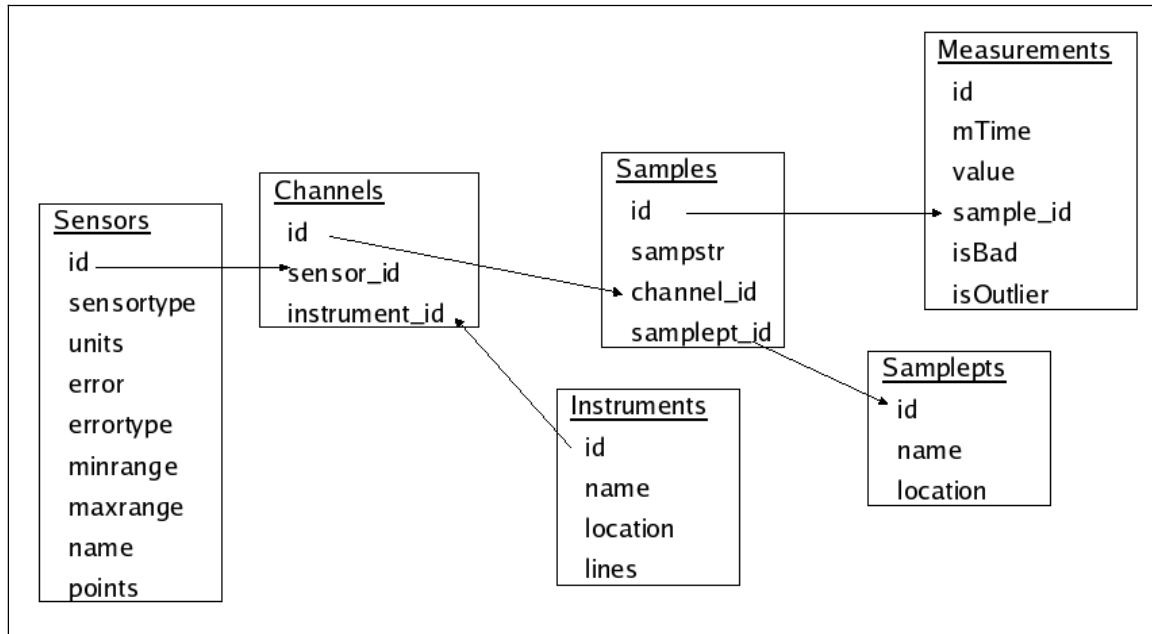 Sensors
id
sensortype
units
error
errortype
minrange
maxrange
name
points
Channels
id
sensor_id
instrument_id
Samples
id
sampstr
channel_id
samplept_id
Instruments
id
name
location
lines
Measurements
id
mTime
value
sample_id
isBad
isOutlier
Samplepts
id
name
location